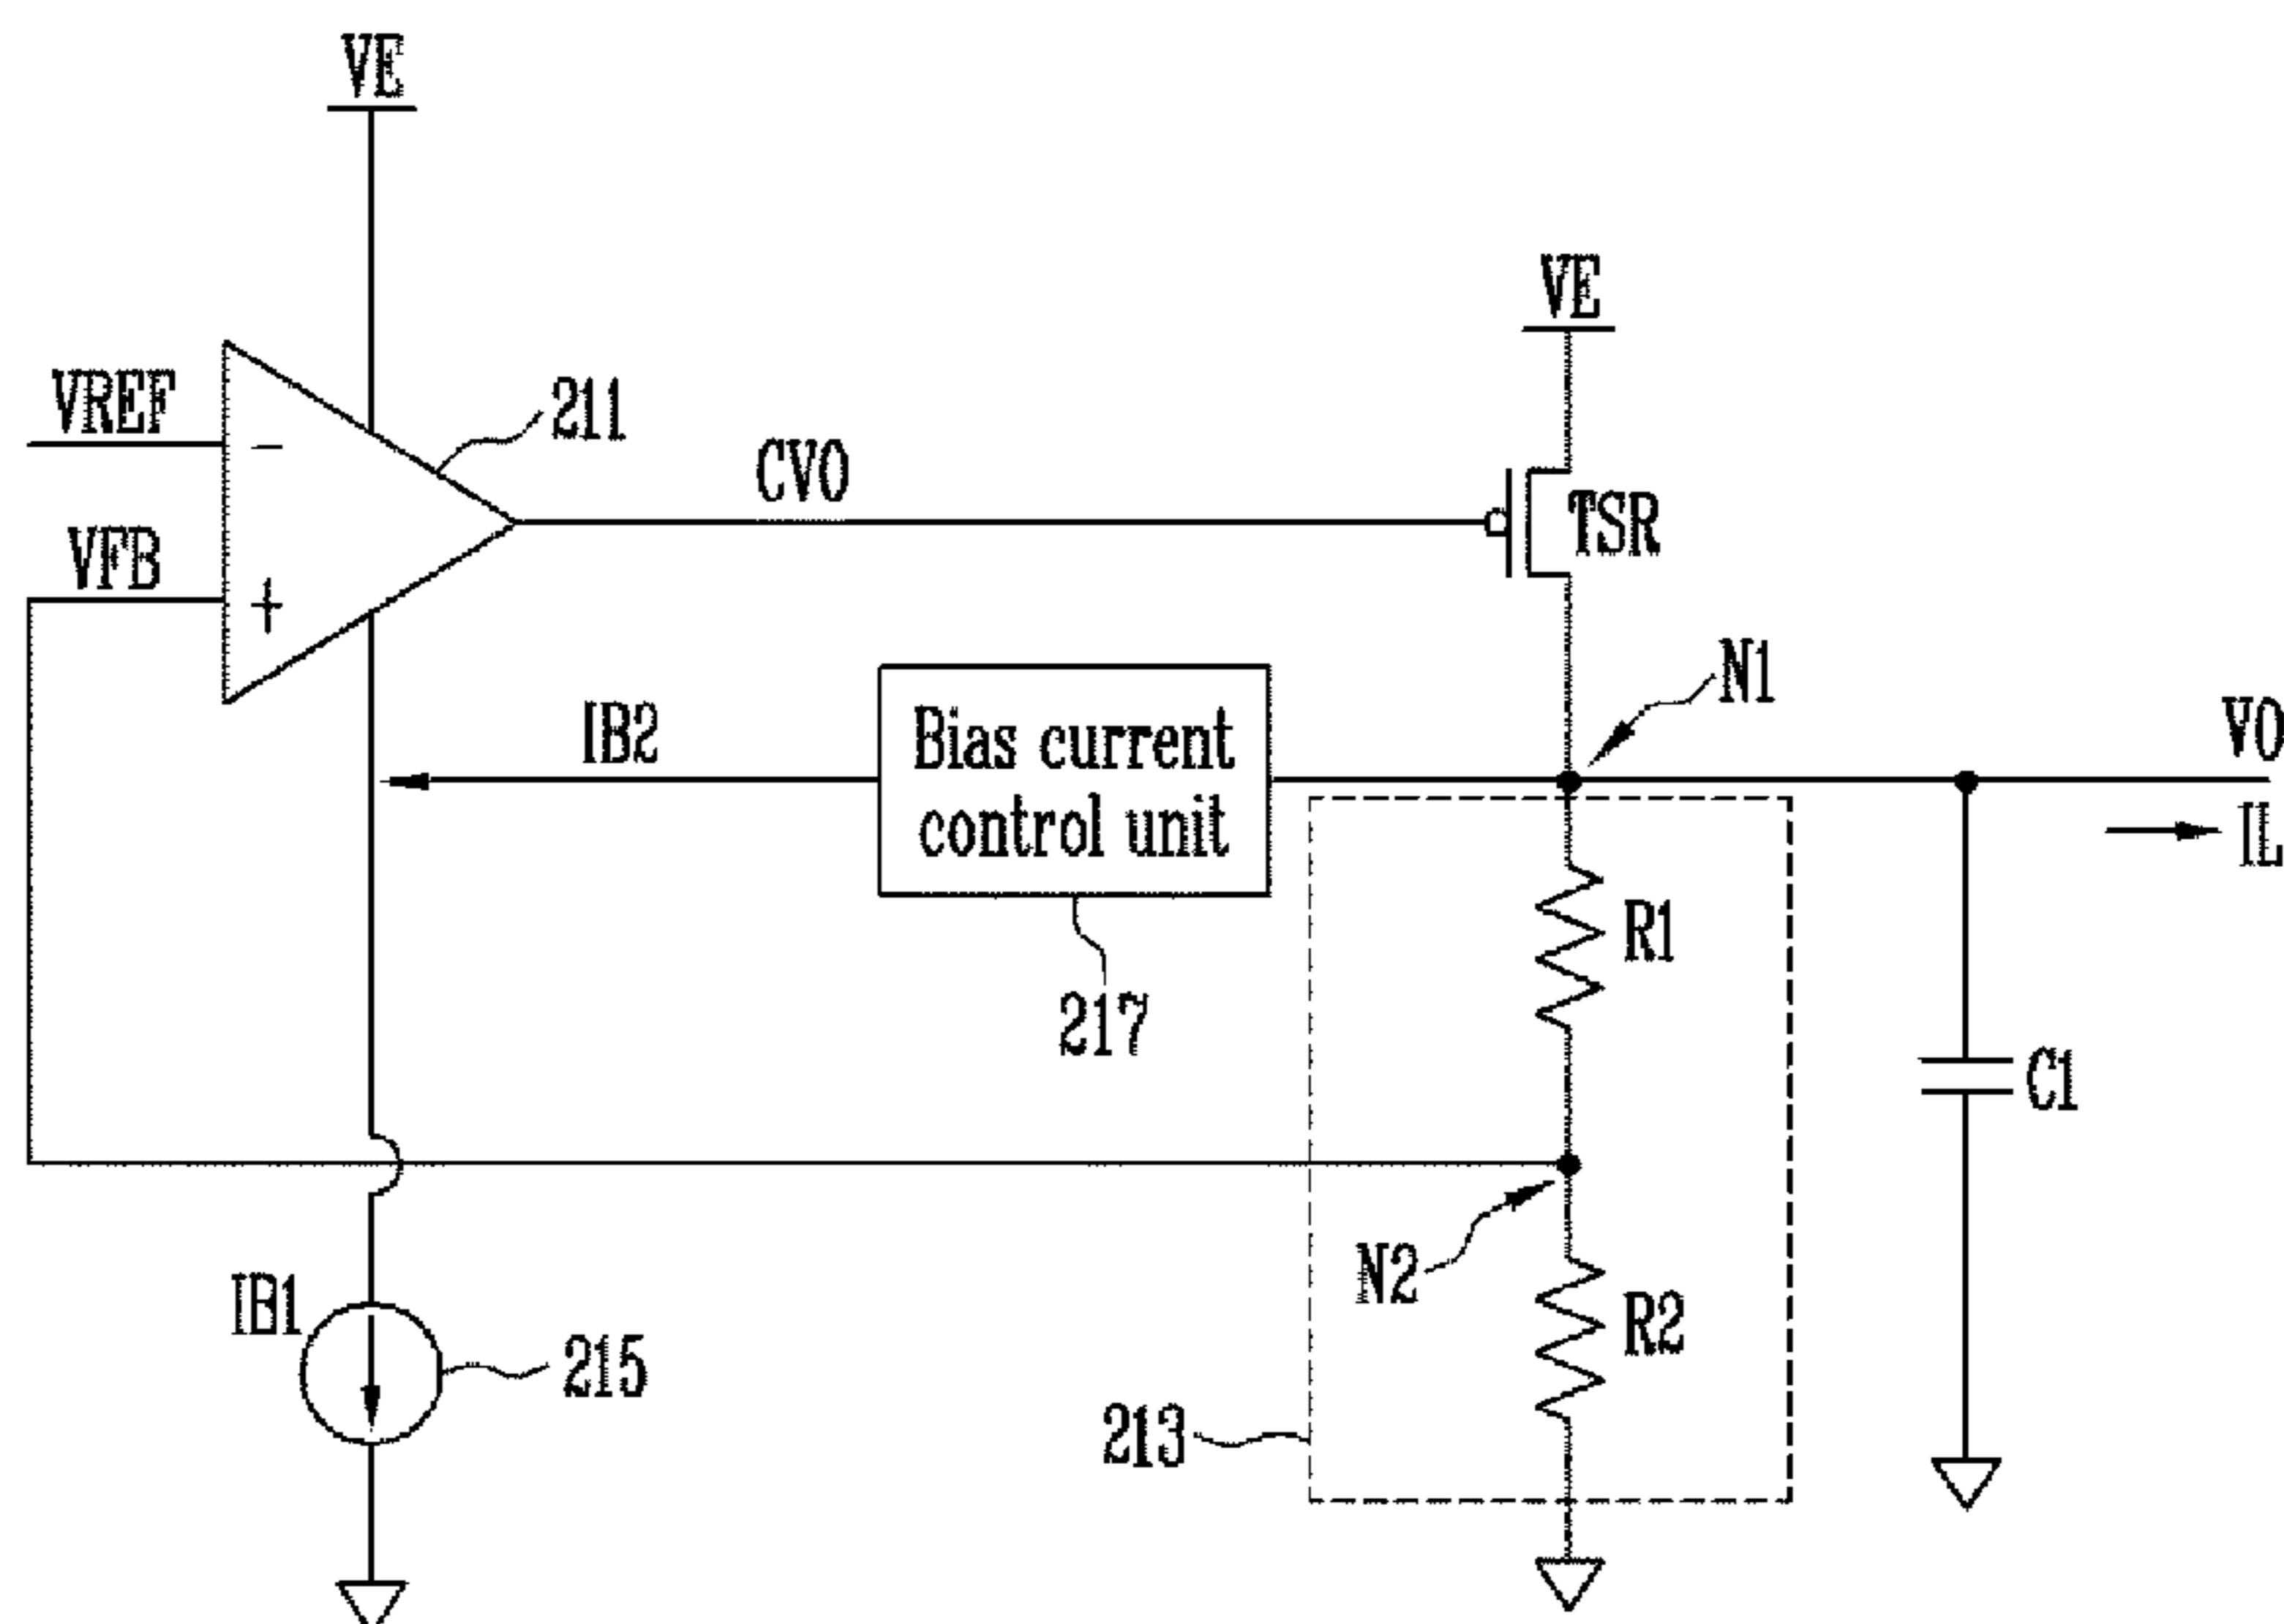 VE
VE
VREF
-
211
CVO
TSR
VFB
+
N1
IB2
Bias current
control unit
VO
IL
R1
217
C1
N2
IB1
R2
215
213